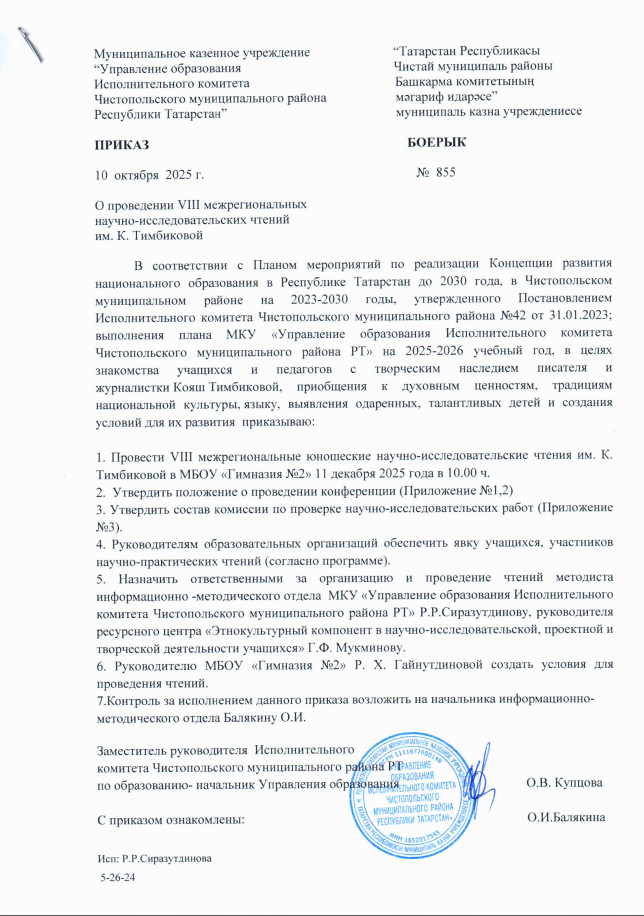 Муниципальное казенное учреждение
“Управление образования
Исполнительного комитета
Чистопольского муниципального района
Республики Татарстан”
“Татарстан Республикасы
Чистай муниципаль районы
Башкарма комитетының
мәгариф идарәсе”
муниципаль казна учреждениесе
ПРИКАЗ
БОЕРЫК
10 октября 2025 г.
№ 855
О проведении VIII межрегиональных
научно-исследовательских чтений
им. К. Тимбиковой
В соответствии с Планом мероприятий по реализации Концепции развития
национального образования в Республике Татарстан до 2030 года, в Чистопольском
муниципальном районе на 2023-2030 годы, утвержденного Постановлением
Исполнительного комитета Чистопольского муниципального района №42 от 31.01.2023;
выполнения плана МКУ «Управление образования Исполнительного комитета
Чистопольского муниципального района РТ» на 2025-2026 учебный год, в целях
знакомства учащихся и педагогов с творческим наследием писателя и
журналистки Кояш Тимбиковой, приобщения к духовным ценностям, традициям
национальной культуры, языку, выявления одаренных, талантливых детей и создания
условий для их развития приказываю:
1. Провести VIII межрегиональные юношеские научно-исследовательские чтения им. К.
Тимбиковой в МБОУ «Гимназия №2» 11 декабря 2025 года в 10.00 ч.
2. Утвердить положение о проведении конференции (Приложение №1,2)
3. Утвердить состав комиссии по проверке научно-исследовательских работ (Приложение
№3).
4. Руководителям образовательных организаций обеспечить явку учащихся, участников
научно-практических чтений (согласно программе).
5. Назначить ответственными за организацию и проведение чтений методиста
информационно -методического отдела МКУ «Управление образования Исполнительного
комитета Чистопольского муниципального района РТ» Р.Р.Сиразутдинову, руководителя
ресурсного центра «Этнокультурный компонент в научно-исследовательской, проектной и
творческой деятельности учащихся» Г.Ф. Мукминову.
6. Руководителю МБОУ «Гимназия №2» Р. Х. Гайнутдиновой создать условия для
проведения чтений.
7.Контроль за исполнением данного приказа возложить на начальника информационно-
методического отдела Балякину О.И.
Заместитель руководителя Исполнительного
комитета Чистопольского муниципального района РТ
по образованию- начальник Управления образования
О.В. Купцова
УПРАВЛЕНИЕ
ОБРАЗОВАНИЯ
ИСПОЛНИТЕЛЬНОГО КОМИТЕТА
ЧИСТОПОЛЬСКОГО
МУНИЦИПАЛЬНОГО РАЙОНА
РЕСПУБЛИКИ ТАТАРСТАН»
С приказом ознакомлены:
О.И.Балякина
Исп: Р.Р.Сиразутдинова
5-26-24